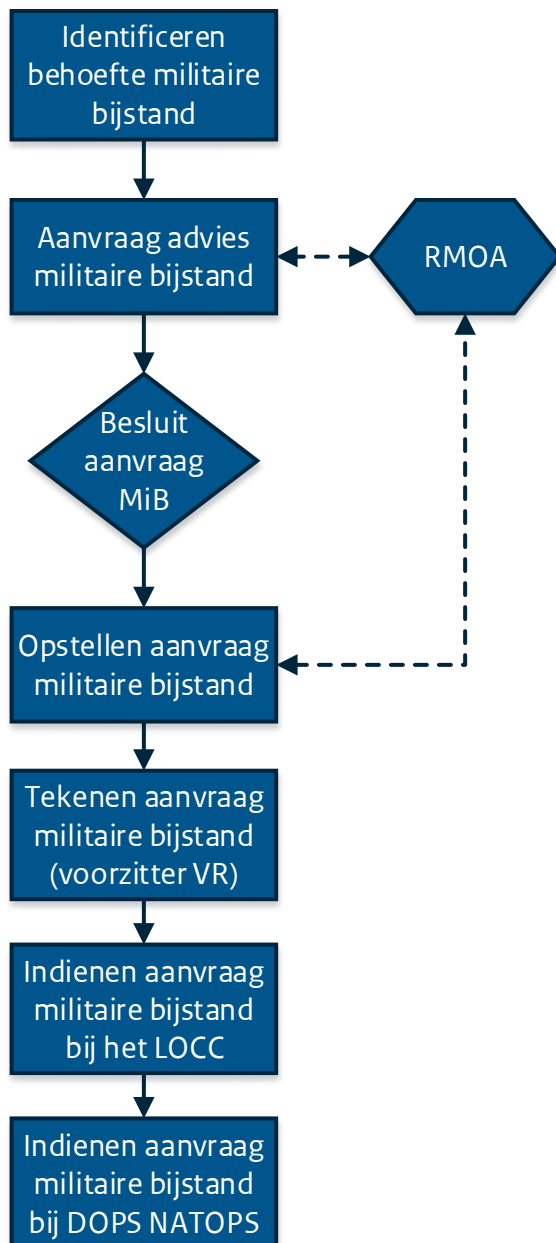 Identificeren
behoefte militaire
bijstand
Aanvraag advies
militaire bijstand
RMOA
Besluit
aanvraag
MiB
Opstellen aanvraag
militaire bijstand
Tekenen aanvraag
militaire bijstand
(voorzitter VR)
Indienen aanvraag
militaire bijstand
bij het LOCC
Indienen aanvraag
militaire bijstand
bij DOPS NATOPS